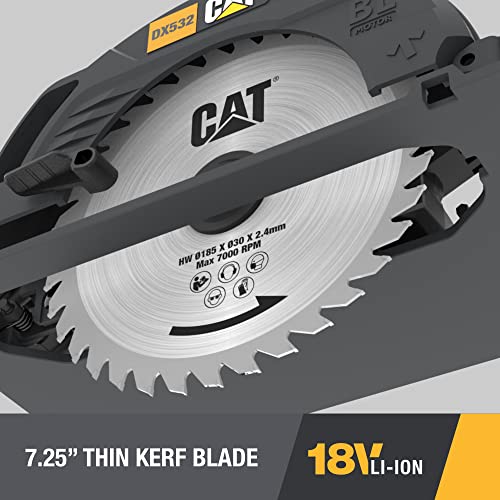 DX532
CAT
BL
MOTOR
CAT®
HW Ø185 X Ø30 X 2.4mm
Max 7000 RPM
7.25” THIN KERF BLADE
18V LI-ION